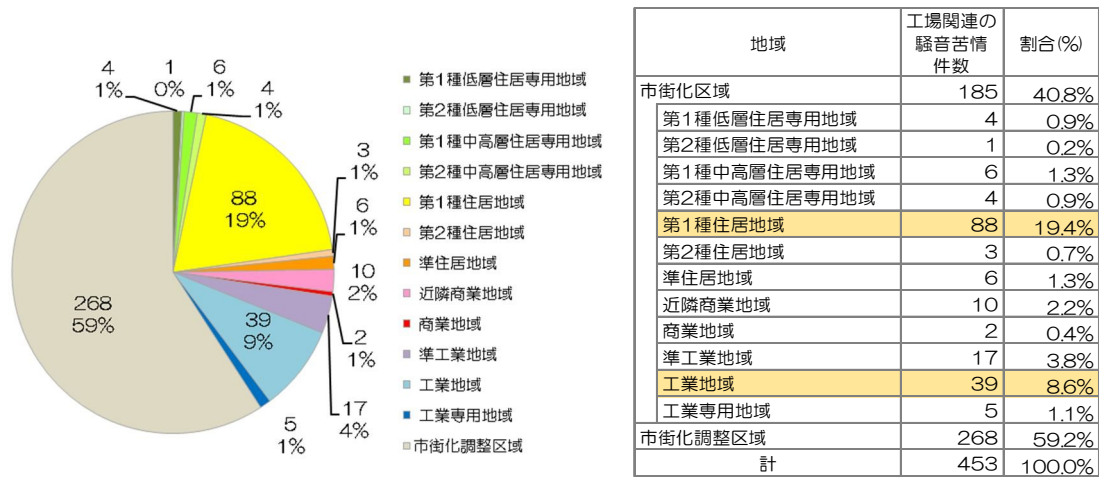 4
1%
1
0%
6
1%
4
1%
88
19%
3
1%
6
1%
10
2%
2
1%
17
4%
39
9%
5
1%
268
59%
第1種低層住居専用地域
第2種低層住居専用地域
第1種中高層住居専用地域
第2種中高層住居専用地域
第1種住居地域
第2種住居地域
準住居地域
近隣商業地域
商業地域
準工業地域
工業地域
工業専用地域
市街化調整区域
地域 工場関連の騒音苦情件数 割合(%)
市街化区域 185 40.8%
第1種低層住居専用地域 4 0.9%
第2種低層住居専用地域 1 0.2%
第1種中高層住居専用地域 6 1.3%
第2種中高層住居専用地域 4 0.9%
第1種住居地域 88 19.4%
第2種住居地域 3 0.7%
準住居地域 6 1.3%
近隣商業地域 10 2.2%
商業地域 2 0.4%
準工業地域 17 3.8%
工業地域 39 8.6%
工業専用地域 5 1.1%
市街化調整区域 268 59.2%
計 453 100.0%